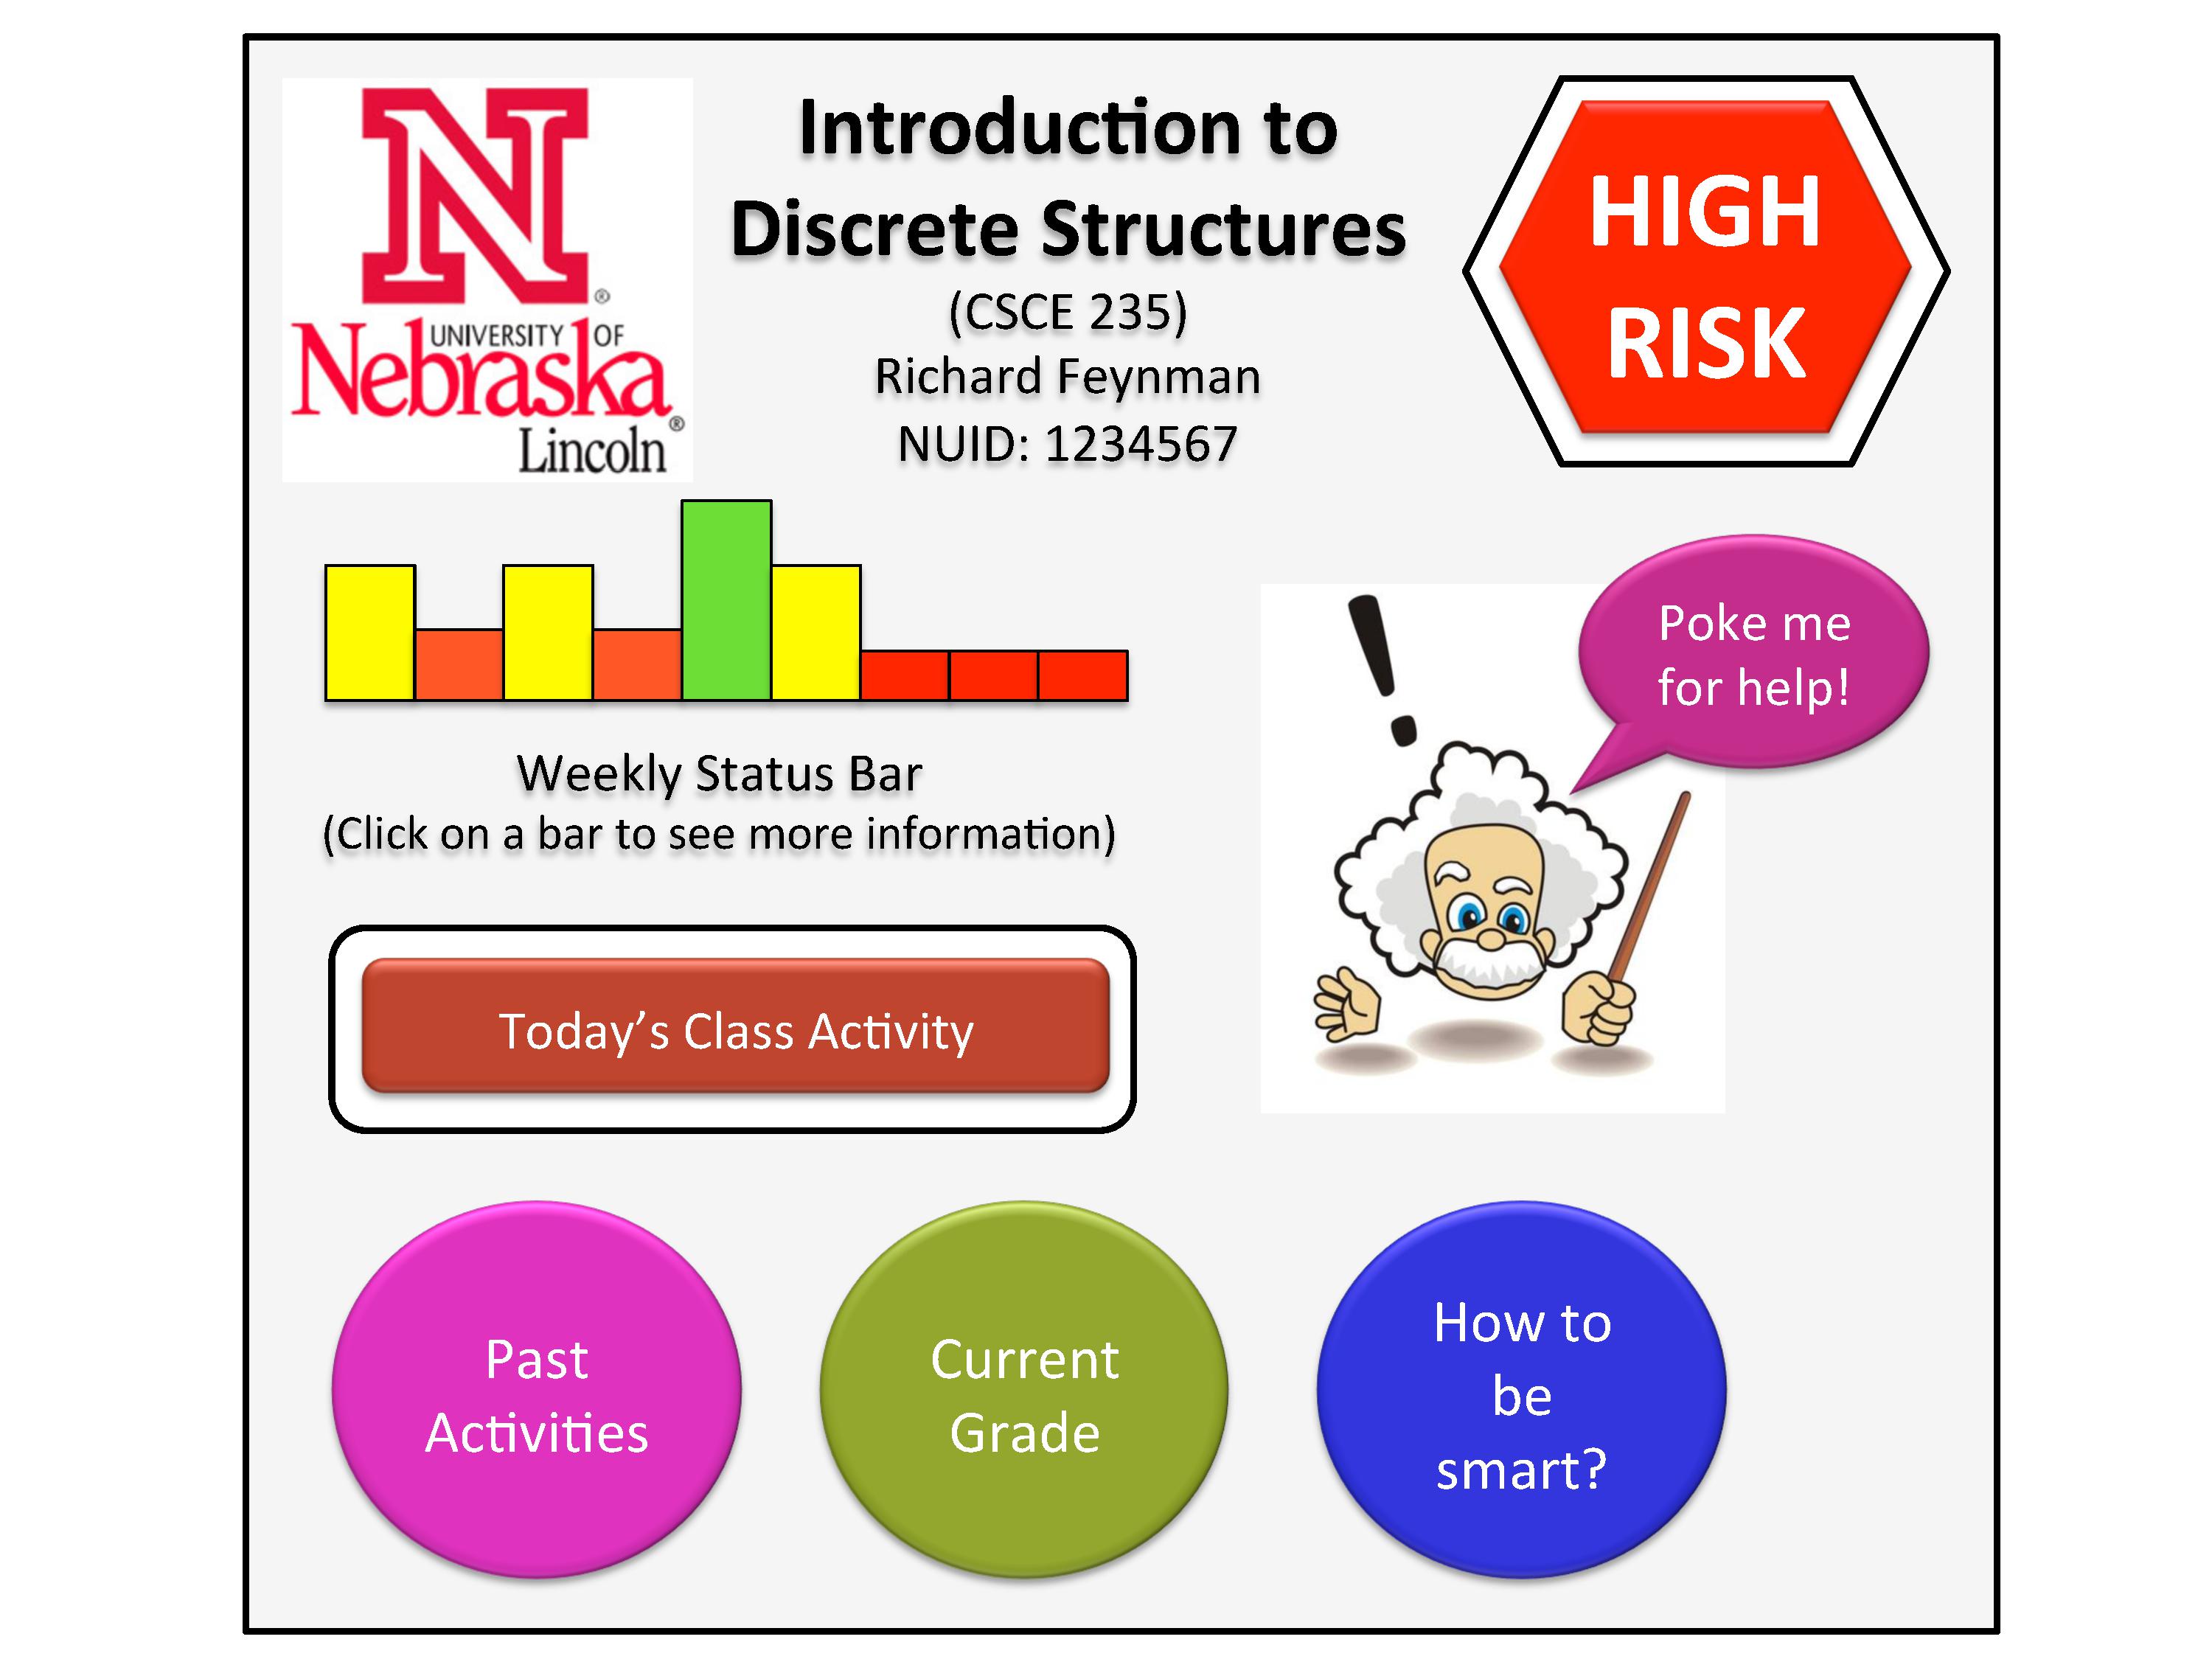 N®
UNIVERSITY OF
Nebraska®
Lincoln
Introduction to
Discrete Structures
(CSCE 235)
Richard Feynman
NUID: 1234567
HIGH
RISK
Weekly Status Bar
(Click on a bar to see more information)
Poke me
for help!
!
Today’s Class Activity
Past
Activities
Current
Grade
How to
be
smart?